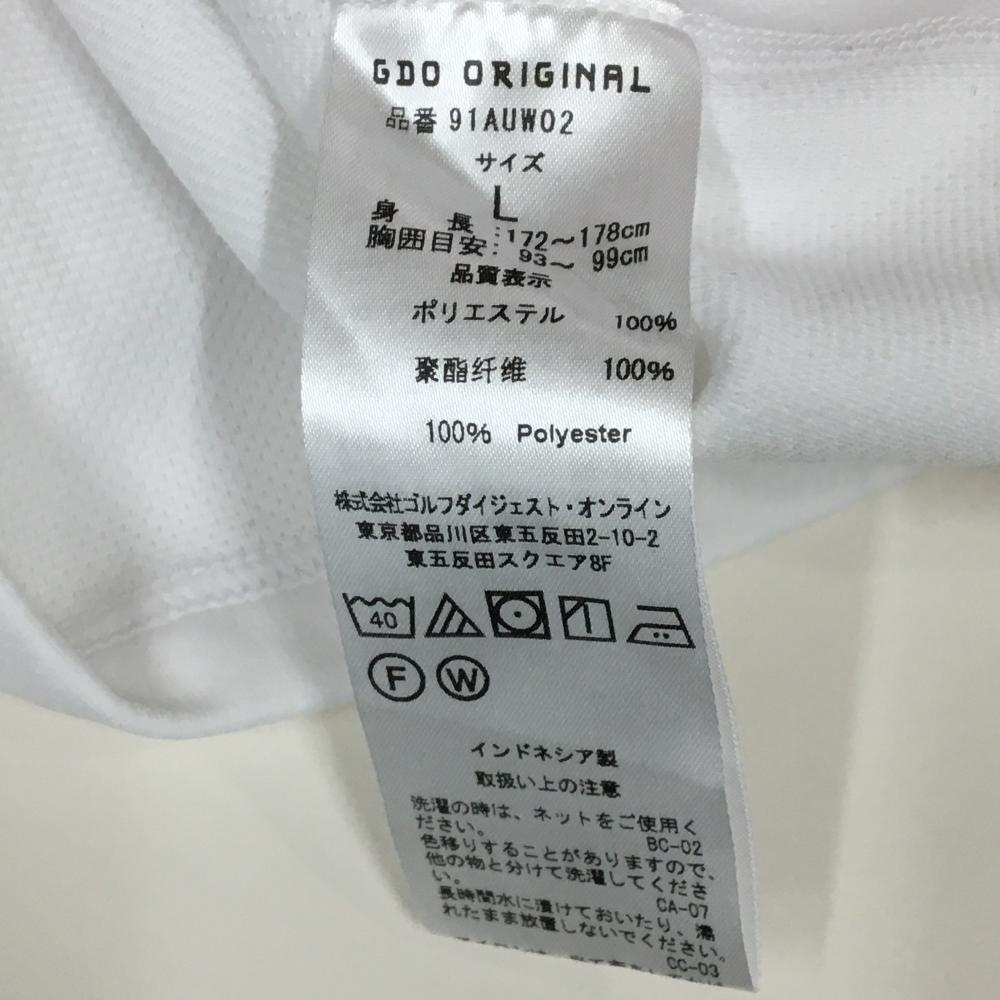 GDO ORIGINAL
品番 91AUW02
サイズ
L
身 長 :172～178cm
胸囲目安: 93～ 99cm
品質表示
ポリエステル 100%
聚酯纤维 100%
100% Polyester
株式会社ゴルフダイジェスト・オンライン
東京都品川区東五反田2-10-2
東五反田スクエア8F
40
F W
インドネシア製
取扱い上の注意
洗濯の時は、ネットをご使用く
ださい。 BC-02
色移りすることがありますので、
他の物と分けて洗濯してくださ
い。 CA-07
長時間水に漬けておいたり、濡
れたまま放置しないでください。
CC-03